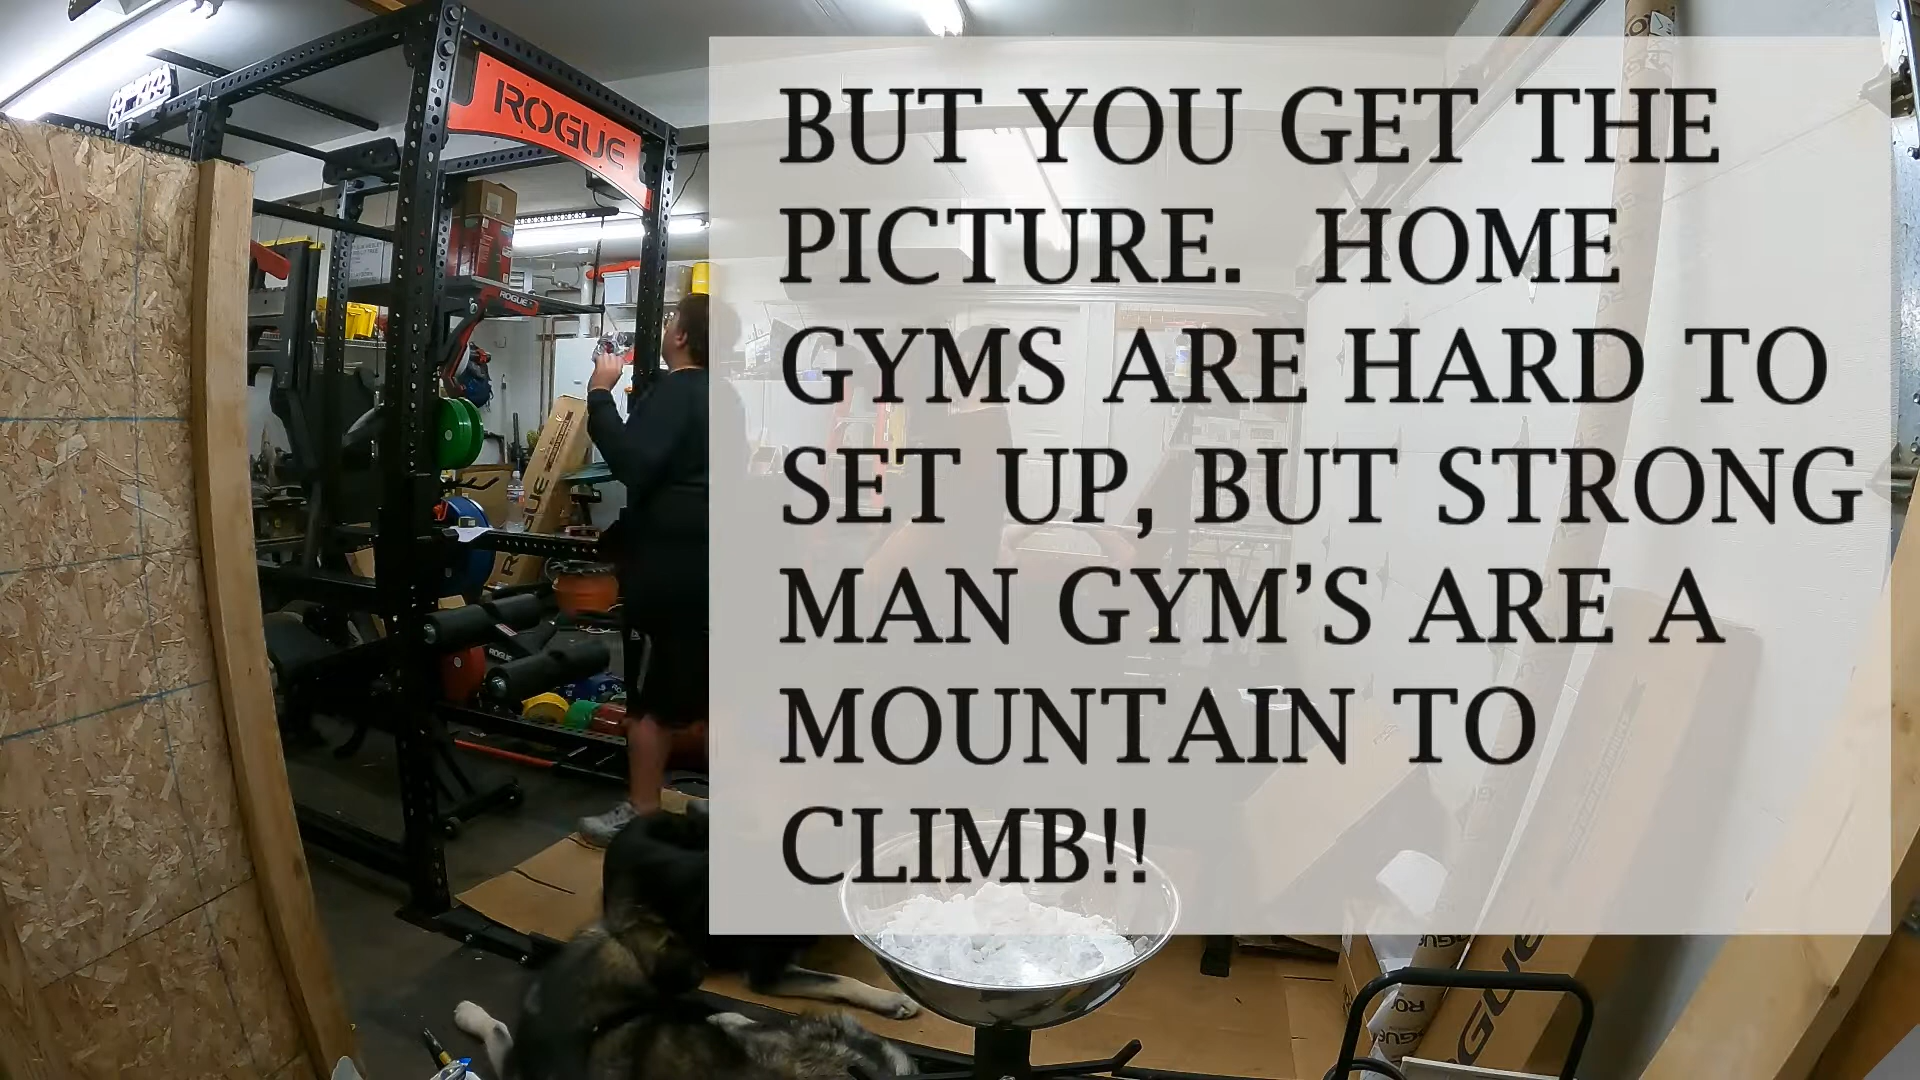 ROGUE
ROGUE
BUT YOU GET THE
PICTURE. HOME
GYMS ARE HARD TO
SET UP, BUT STRONG
MAN GYM'S ARE A
MOUNTAIN TO
CLIMB!!
ROGUE
ROGUE